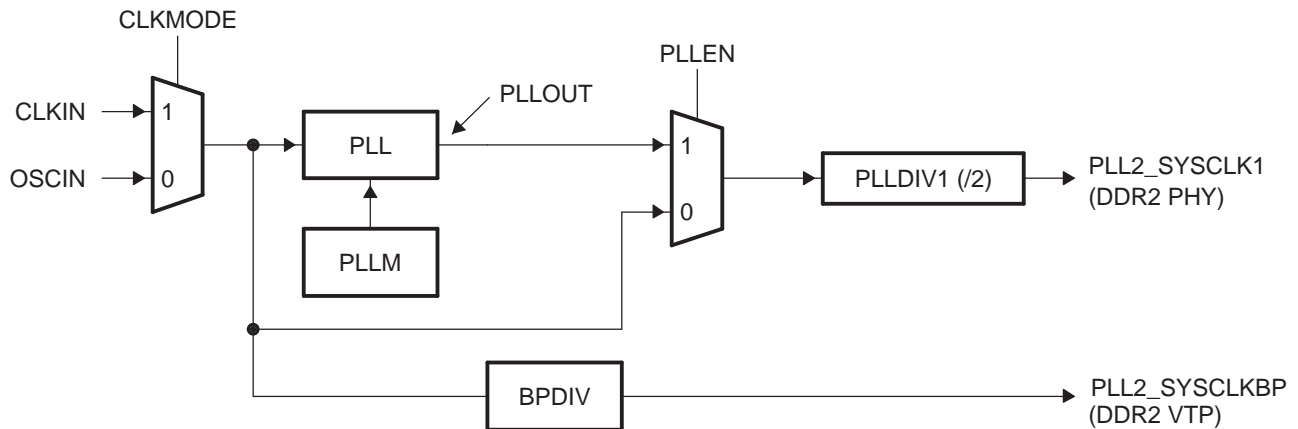 CLKMODE
CLKIN
1
OSCIN
0
PLL
PLLM
PLLOUT
PLLEN
1
0
PLLDIV1 (/2)
PLL2_SYSCLK1
(DDR2 PHY)
BPDIV
PLL2_SYSCLKBP
(DDR2 VTP)